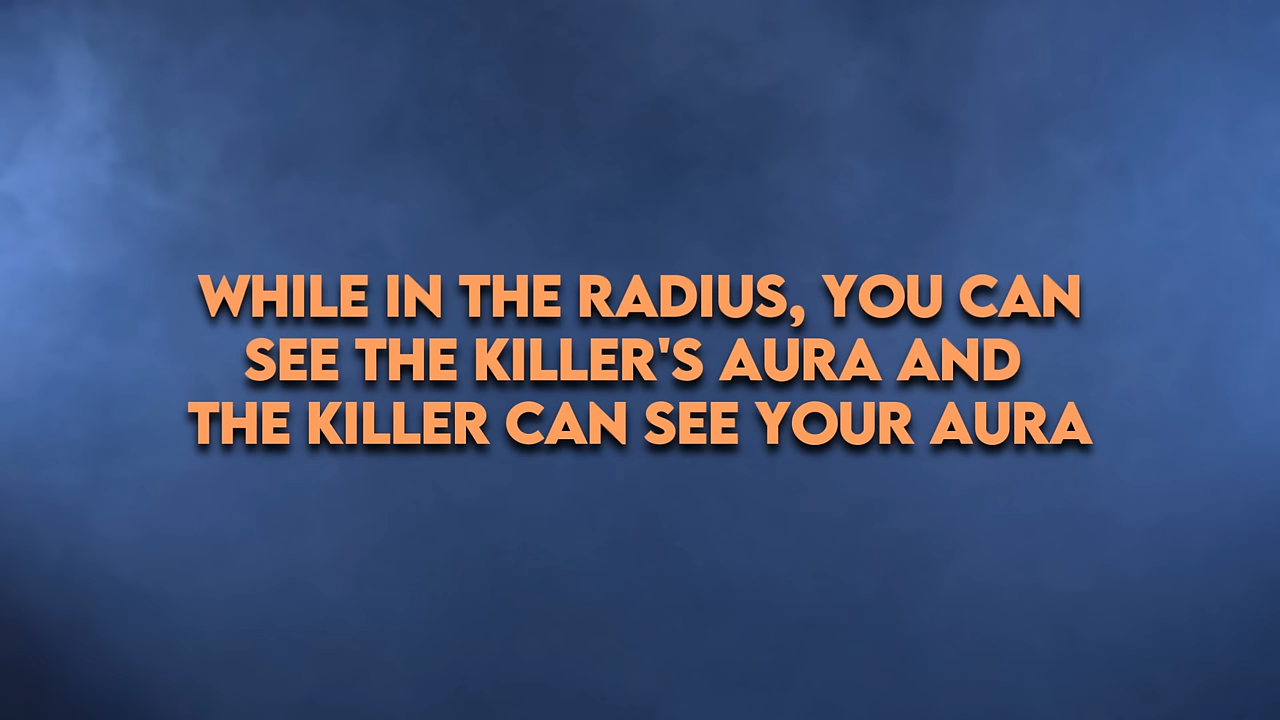 WHILE IN THE RADIUS, YOU CAN
SEE THE KILLER'S AURA AND
THE KILLER CAN SEE YOUR AURA